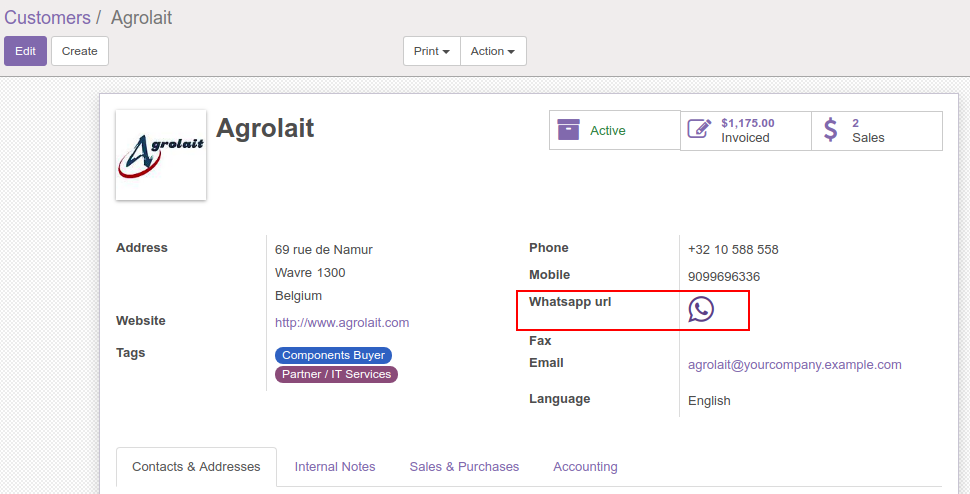 Customers / Agrolait
Edit Create Print Action
Agrolait
Agrolait
Active
$1,175.00
Invoiced
2
Sales
Address
69 rue de Namur
Wavre 1300
Belgium
Website http://www.agrolait.com
Tags
Components Buyer
Partner / IT Services
Phone +32 10 588 558
Mobile 9099696336
Whatsapp url
Fax
Email agrolait@yourcompany.example.com
Language English
Contacts & Addresses Internal Notes Sales & Purchases Accounting